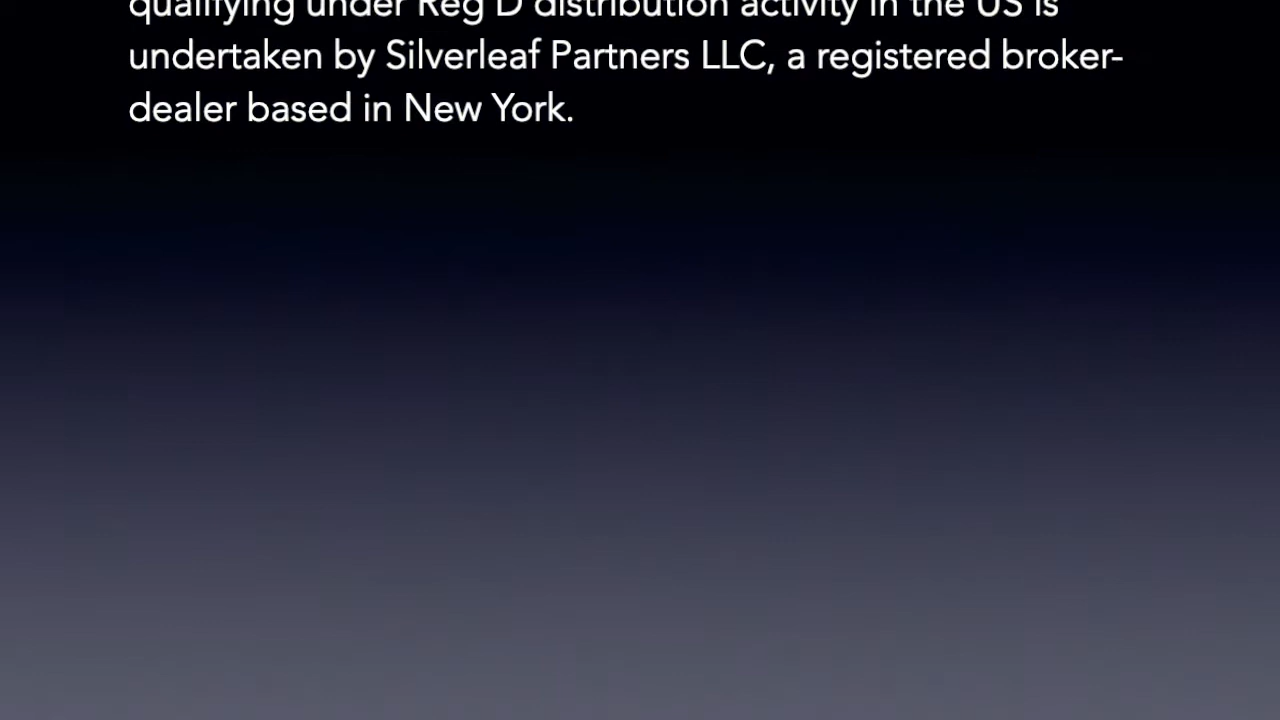 qualifying under Reg D distribution activity in the US is
undertaken by Silverleaf Partners LLC, a registered broker-
dealer based in New York.